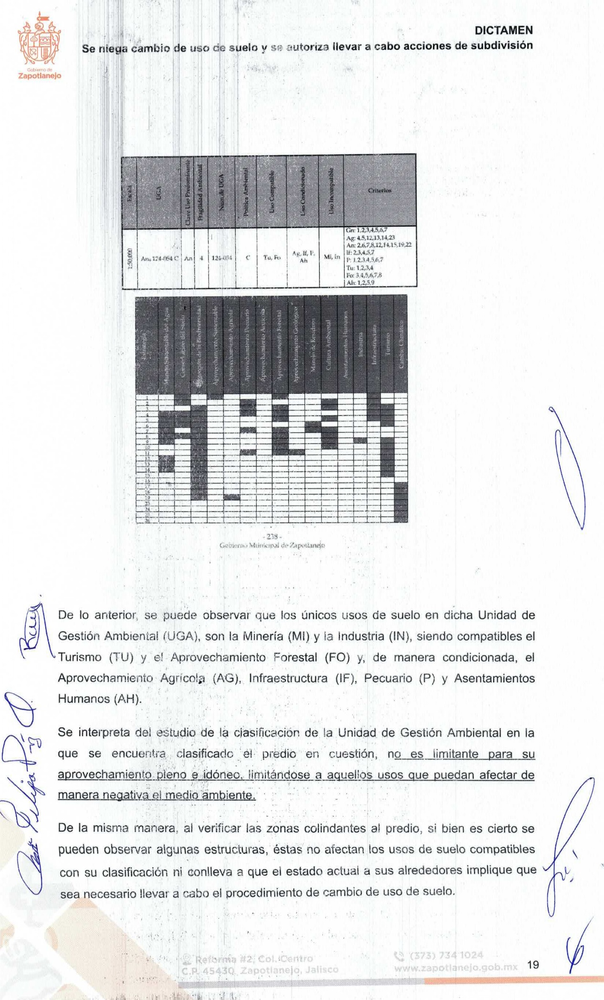 DICTAMEN
Se niega cambio de uso de suelo y se autoriza llevar a cabo acciones de subdivisión
Gobierno de
Zapotlanejo
Escala
UGA
Clave Uso Predominante
Fragilidad Ambiental
Num.de UGA
Política Ambiental
Uso Compatible
Uso Condicionado
Uso Incompatible
Criterios
1:50,000
An₄ 124-064 C
An
4
124-064
C
Tu, Fo
Ag, If, P,
Ah
Mi, in
Gn: 1,2,3,4,5,6,7
Ag: 4,5,12,13,14,23
An: 2,6,7,8,12,14,15,19,22
If: 2,3,4,5,7
P: 1,2,3,4,5,6,7
Tu: 1,2,3,4
Fo: 3,4,5,6,7,8
Ah: 1,2,5,9
Estrategia
Manejo Sustentable del Agua
Conservación del Suelo
Protección de la Biodiversidad
Aprovechamiento Sustentable
Aprovechamiento Agrícola
Aprovechamiento Pecuario
Aprovechamiento Acuícola
Aprovechamiento Forestal
Aprovechamiento Geológico
Manejo de Residuos
Cultura Ambiental
Asentamientos Humanos
Industria
Infraestructura
Turismo
Cambio Climático
1
2
3
4
5
6
7
8
9
10
11
12
13
14
15
16
17
18
19
23
24
26
- 238 -
Gobierno Municipal de Zapotlanejo
De lo anterior, se puede observar que los únicos usos de suelo en dicha Unidad de
Gestión Ambiental (UGA), son la Minería (MI) y la Industria (IN), siendo compatibles el
Turismo (TU) y el Aprovechamiento Forestal (FO) y, de manera condicionada, el
Aprovechamiento Agrícola (AG), Infraestructura (IF), Pecuario (P) y Asentamientos
Humanos (AH).
Se interpreta del estudio de la clasificación de la Unidad de Gestión Ambiental en la
que se encuentra clasificado el predio en cuestión, no es limitante para su
aprovechamiento pleno e idóneo, limitándose a aquellos usos que puedan afectar de
manera negativa el medio ambiente.
De la misma manera, al verificar las zonas colindantes al predio, si bien es cierto se
pueden observar algunas estructuras, éstas no afectan los usos de suelo compatibles
con su clasificación ni conlleva a que el estado actual a sus alrededores implique que
sea necesario llevar a cabo el procedimiento de cambio de uso de suelo.
Reforma #2, Col. Centro
C.P. 45430, Zapotlanejo, Jalisco
(373) 734 1024
www.zapotlanejo.gob.mx
19